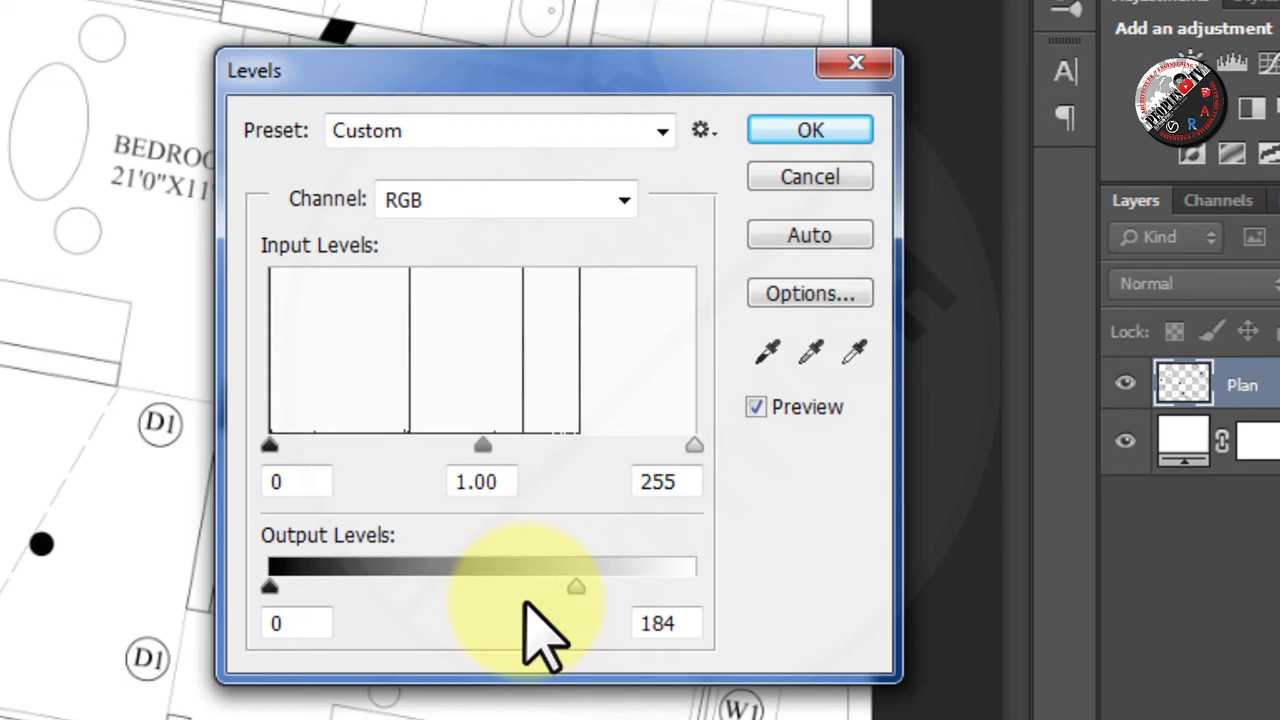 Levels
Preset: Custom
OK
Cancel
Auto
Options...
Preview
Channel: RGB
Input Levels:
0 1.00 255
Output Levels:
0 184
BEDROO
21'0"X11'
D1
D1
W1
A|
Adjustments
Add an adjustment
Layers Channels
Kind
Normal
Lock:
Plan